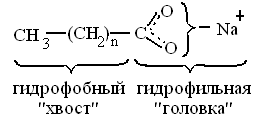 CH3—(CH2)n—C O O — Na+
гидрофобный гидрофильная
"хвост" "головка"